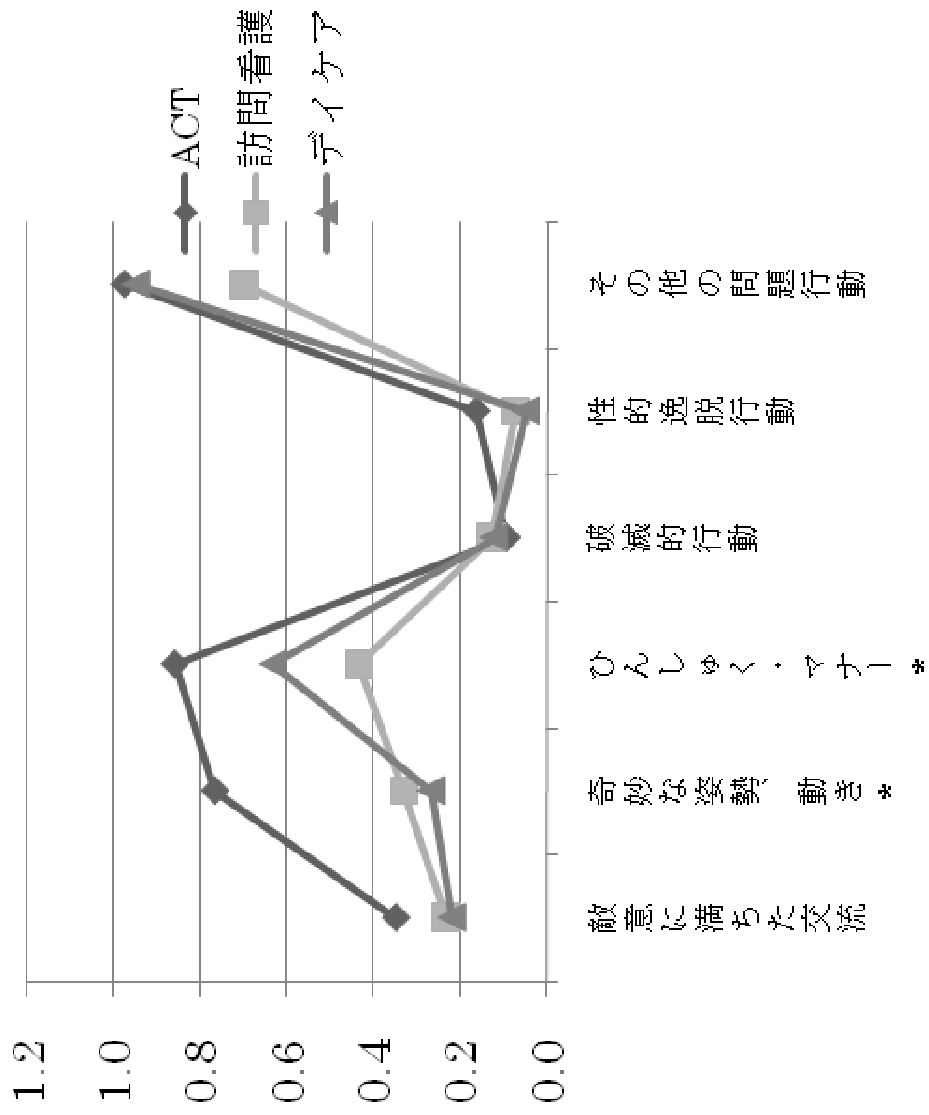 1.2
1.0
0.8
0.6
0.4
0.2
0.0
敵意に満ちた交流
奇妙な姿勢、動き*
ひんしゅく・マナー*
破滅的行動
性的逸脱行動
その他の問題行動
ACT
訪問看護
デイケア